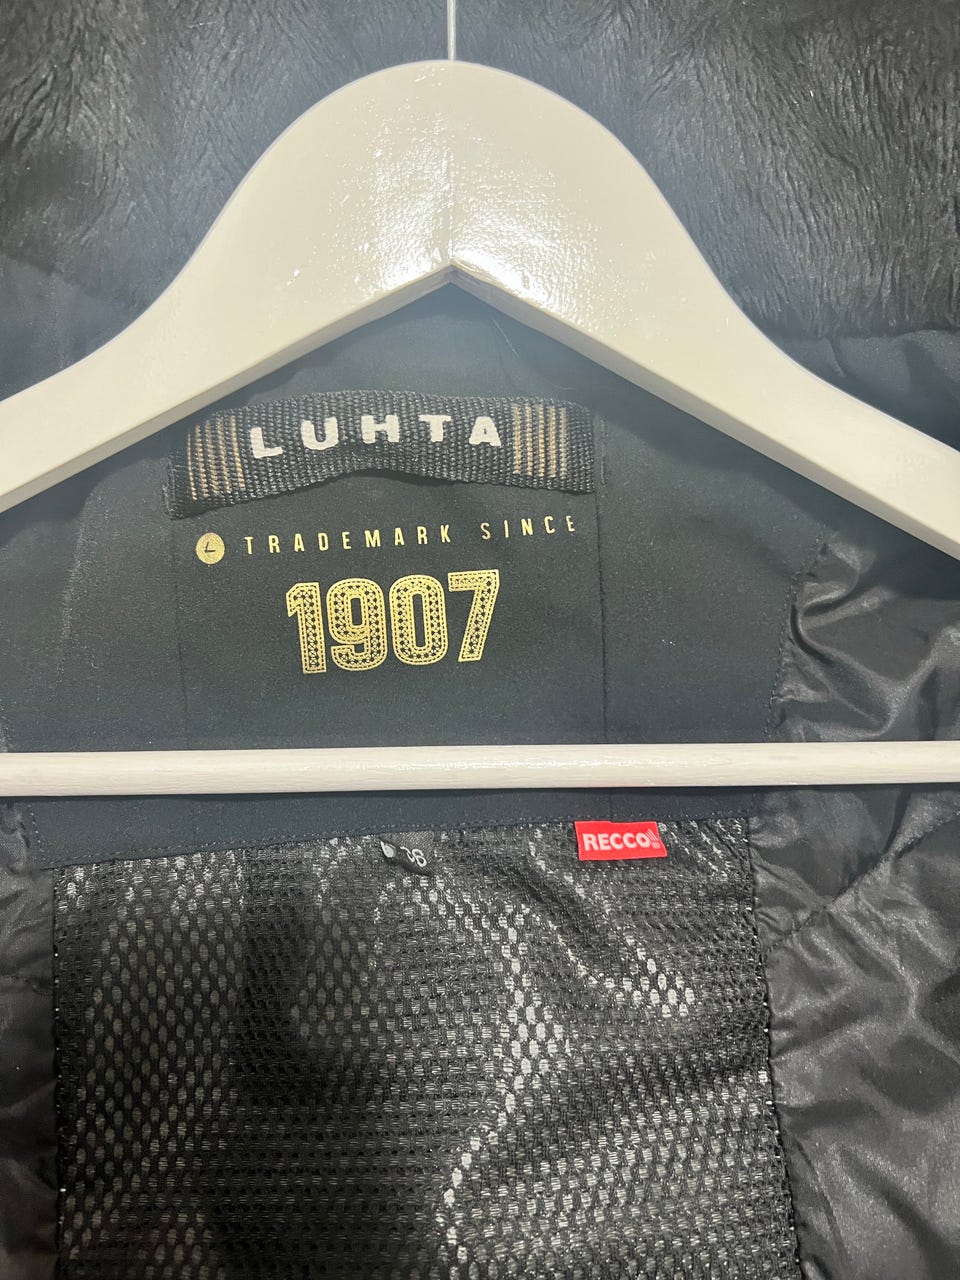 LUHTA
L TRADEMARK SINCE
1907
RECCO